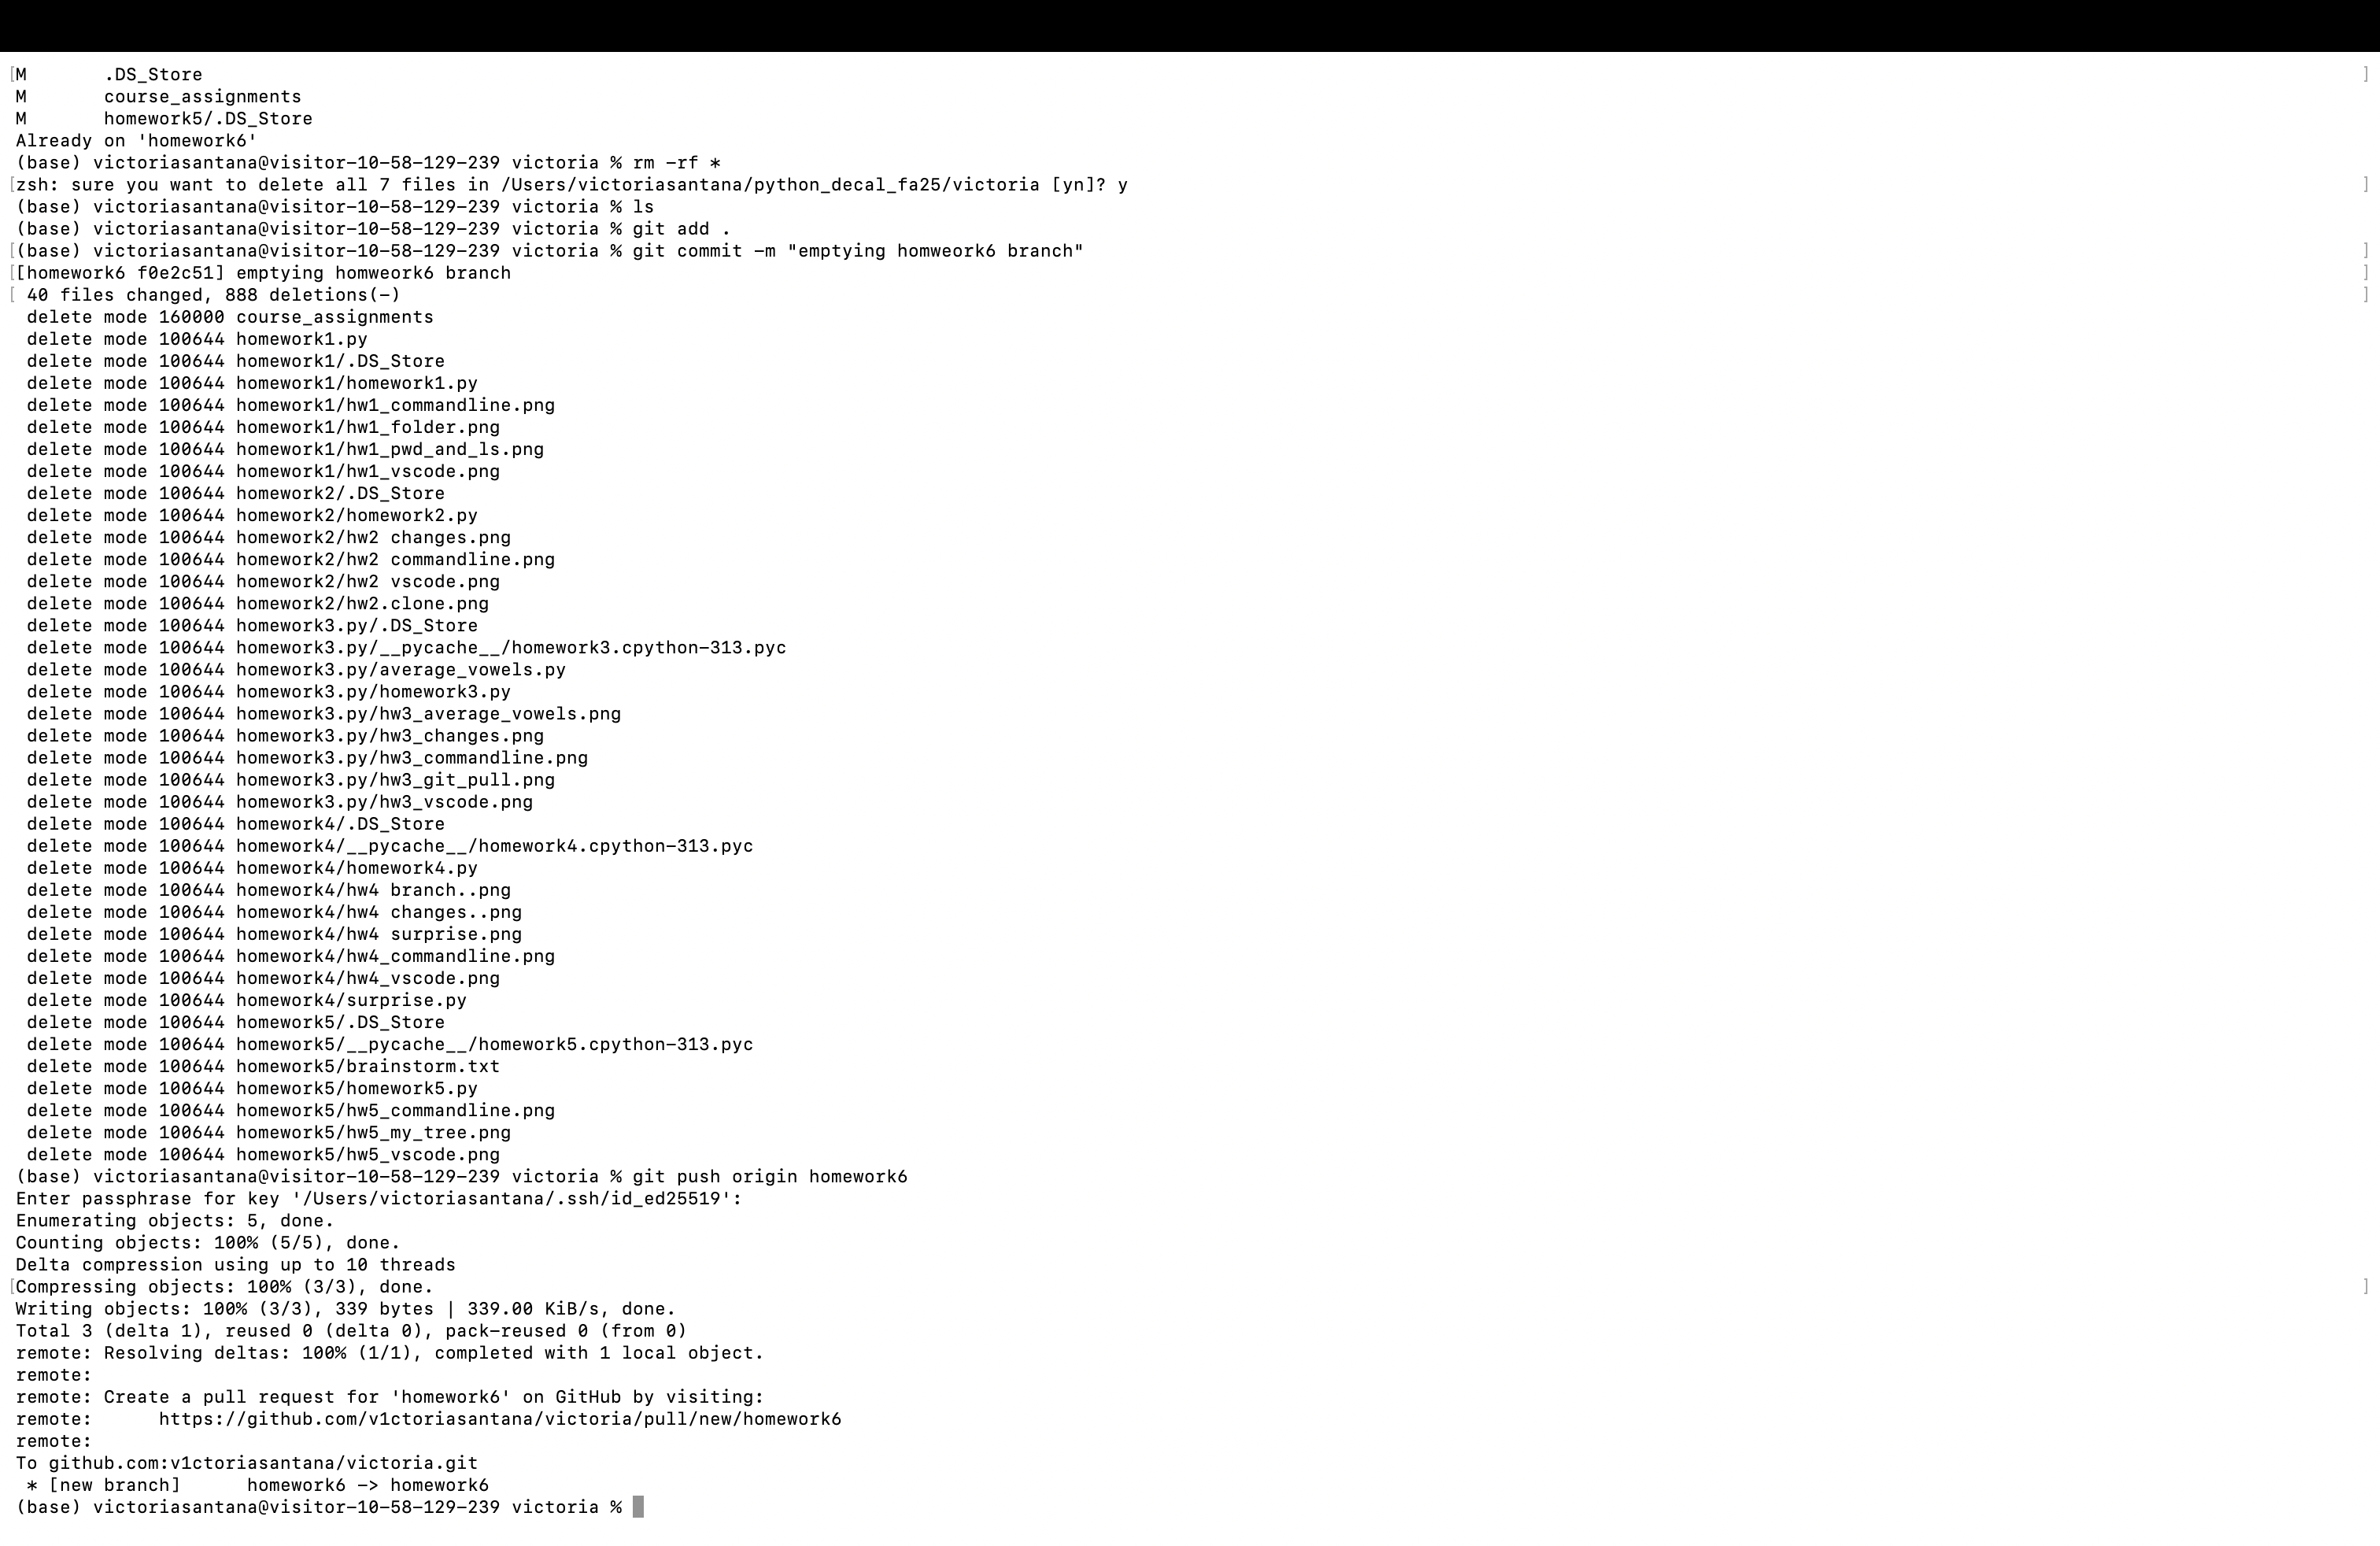 [M       .DS_Store ]
M       course_assignments
M       homework5/.DS_Store
Already on 'homework6'
(base) victoriasantana@visitor-10-58-129-239 victoria % rm -rf *
[zsh: sure you want to delete all 7 files in /Users/victoriasantana/python_decal_fa25/victoria [yn]? y ]
(base) victoriasantana@visitor-10-58-129-239 victoria % ls
(base) victoriasantana@visitor-10-58-129-239 victoria % git add .
[(base) victoriasantana@visitor-10-58-129-239 victoria % git commit -m "emptying homweork6 branch" ]
[[homework6 f0e2c51] emptying homweork6 branch ]
[ 40 files changed, 888 deletions(-) ]
delete mode 160000 course_assignments
delete mode 100644 homework1.py
delete mode 100644 homework1/.DS_Store
delete mode 100644 homework1/homework1.py
delete mode 100644 homework1/hw1_commandline.png
delete mode 100644 homework1/hw1_folder.png
delete mode 100644 homework1/hw1_pwd_and_ls.png
delete mode 100644 homework1/hw1_vscode.png
delete mode 100644 homework2/.DS_Store
delete mode 100644 homework2/homework2.py
delete mode 100644 homework2/hw2 changes.png
delete mode 100644 homework2/hw2 commandline.png
delete mode 100644 homework2/hw2 vscode.png
delete mode 100644 homework2/hw2.clone.png
delete mode 100644 homework3.py/.DS_Store
delete mode 100644 homework3.py/__pycache__/homework3.cpython-313.pyc
delete mode 100644 homework3.py/average_vowels.py
delete mode 100644 homework3.py/homework3.py
delete mode 100644 homework3.py/hw3_average_vowels.png
delete mode 100644 homework3.py/hw3_changes.png
delete mode 100644 homework3.py/hw3_commandline.png
delete mode 100644 homework3.py/hw3_git_pull.png
delete mode 100644 homework3.py/hw3_vscode.png
delete mode 100644 homework4/.DS_Store
delete mode 100644 homework4/__pycache__/homework4.cpython-313.pyc
delete mode 100644 homework4/homework4.py
delete mode 100644 homework4/hw4 branch..png
delete mode 100644 homework4/hw4 changes..png
delete mode 100644 homework4/hw4 surprise.png
delete mode 100644 homework4/hw4_commandline.png
delete mode 100644 homework4/hw4_vscode.png
delete mode 100644 homework4/surprise.py
delete mode 100644 homework5/.DS_Store
delete mode 100644 homework5/__pycache__/homework5.cpython-313.pyc
delete mode 100644 homework5/brainstorm.txt
delete mode 100644 homework5/homework5.py
delete mode 100644 homework5/hw5_commandline.png
delete mode 100644 homework5/hw5_my_tree.png
delete mode 100644 homework5/hw5_vscode.png
(base) victoriasantana@visitor-10-58-129-239 victoria % git push origin homework6
Enter passphrase for key '/Users/victoriasantana/.ssh/id_ed25519':
Enumerating objects: 5, done.
Counting objects: 100% (5/5), done.
Delta compression using up to 10 threads
[Compressing objects: 100% (3/3), done. ]
Writing objects: 100% (3/3), 339 bytes | 339.00 KiB/s, done.
Total 3 (delta 1), reused 0 (delta 0), pack-reused 0 (from 0)
remote: Resolving deltas: 100% (1/1), completed with 1 local object.
remote:
remote: Create a pull request for 'homework6' on GitHub by visiting:
remote:      https://github.com/v1ctoriasantana/victoria/pull/new/homework6
remote:
To github.com:v1ctoriasantana/victoria.git
* [new branch]      homework6 -> homework6
(base) victoriasantana@visitor-10-58-129-239 victoria %